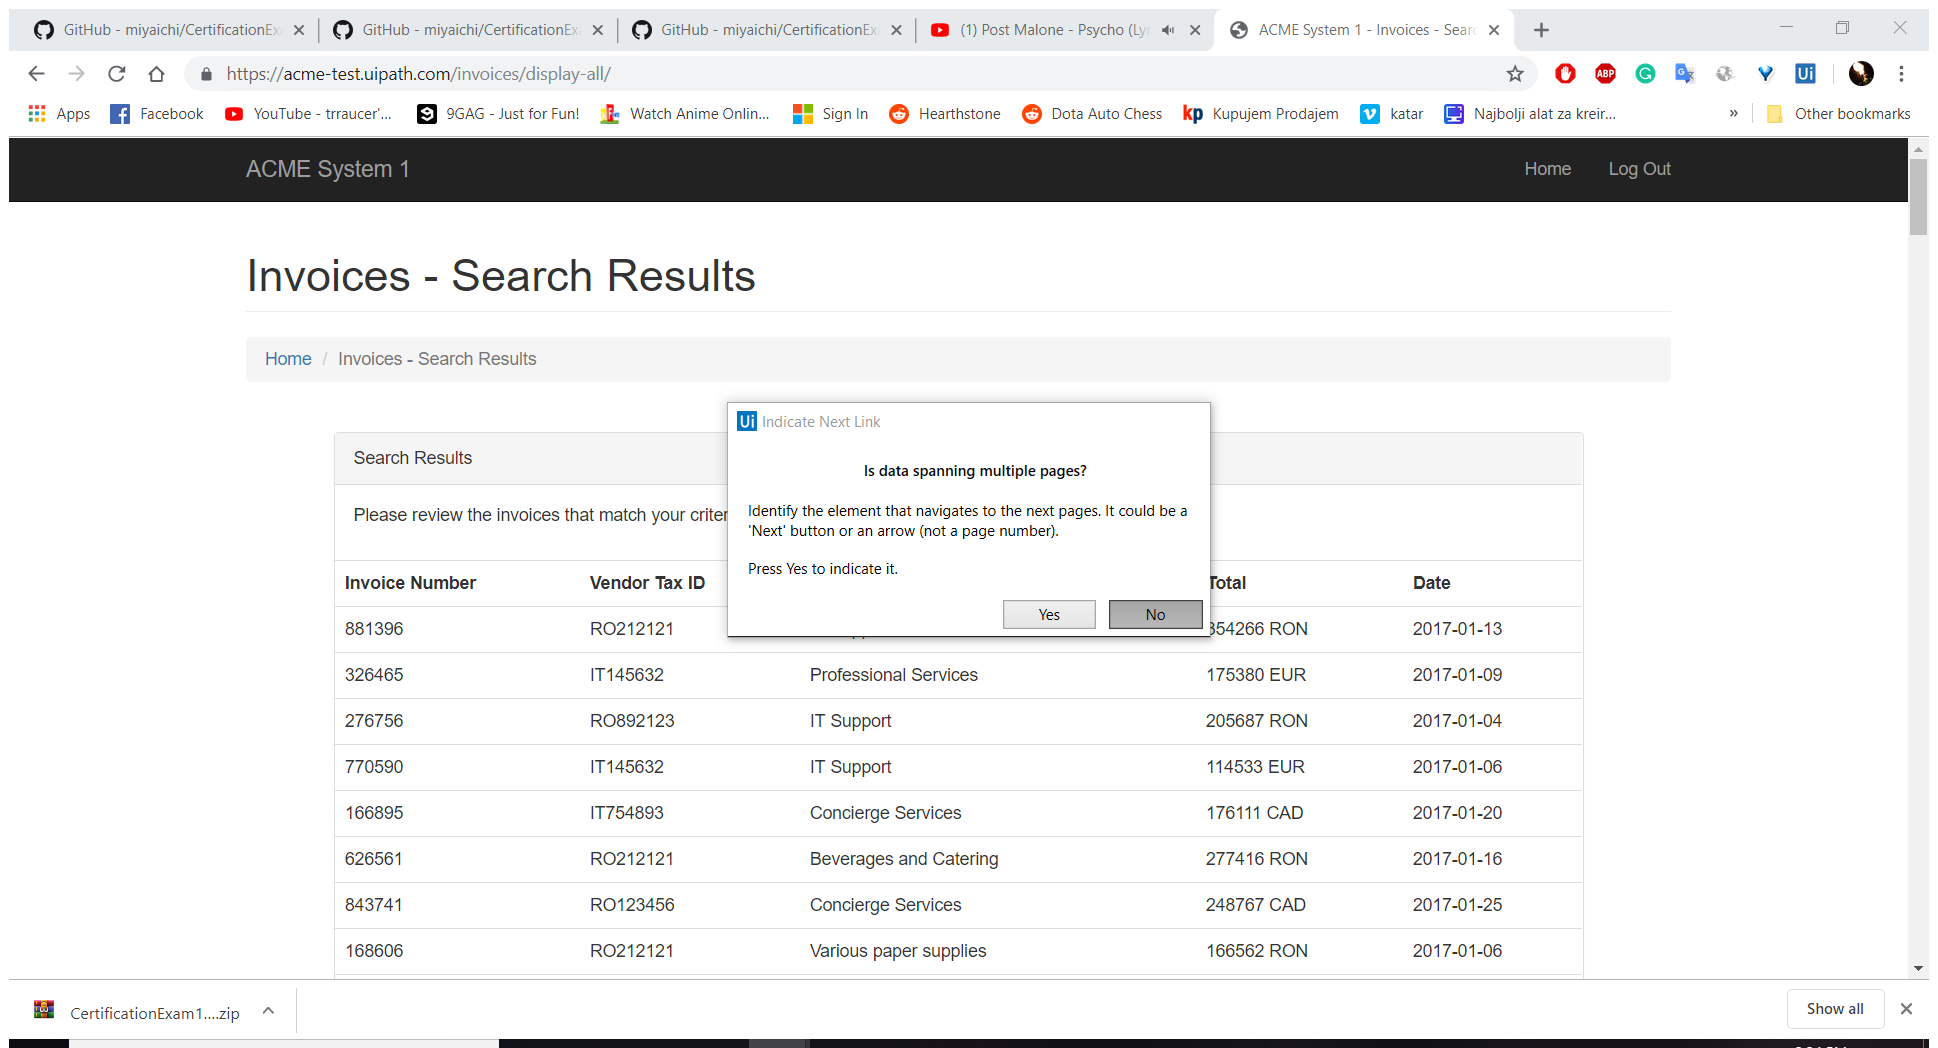 GitHub - miyaichi/CertificationEx
GitHub - miyaichi/CertificationEx
GitHub - miyaichi/CertificationEx
(1) Post Malone - Psycho (Lyr
ACME System 1 - Invoices - Searc
https://acme-test.uipath.com/invoices/display-all/
ABP
Ui
Apps
Facebook
YouTube - trraucer'...
9GAG - Just for Fun!
Watch Anime Onlin...
Sign In
Hearthstone
Dota Auto Chess
kp Kupujem Prodajem
katar
Najbolji alat za kreir...
»
Other bookmarks
ACME System 1
Home
Log Out
Invoices - Search Results
Home / Invoices - Search Results
Ui Indicate Next Link
Is data spanning multiple pages?
Identify the element that navigates to the next pages. It could be a
'Next' button or an arrow (not a page number).
Press Yes to indicate it.
Yes
No
Search Results
Please review the invoices that match your criter
Invoice Number Vendor Tax ID Total Date
881396 RO212121 354266 RON 2017-01-13
326465 IT145632 Professional Services 175380 EUR 2017-01-09
276756 RO892123 IT Support 205687 RON 2017-01-04
770590 IT145632 IT Support 114533 EUR 2017-01-06
166895 IT754893 Concierge Services 176111 CAD 2017-01-20
626561 RO212121 Beverages and Catering 277416 RON 2017-01-16
843741 RO123456 Concierge Services 248767 CAD 2017-01-25
168606 RO212121 Various paper supplies 166562 RON 2017-01-06
CertificationExam1....zip
Show all